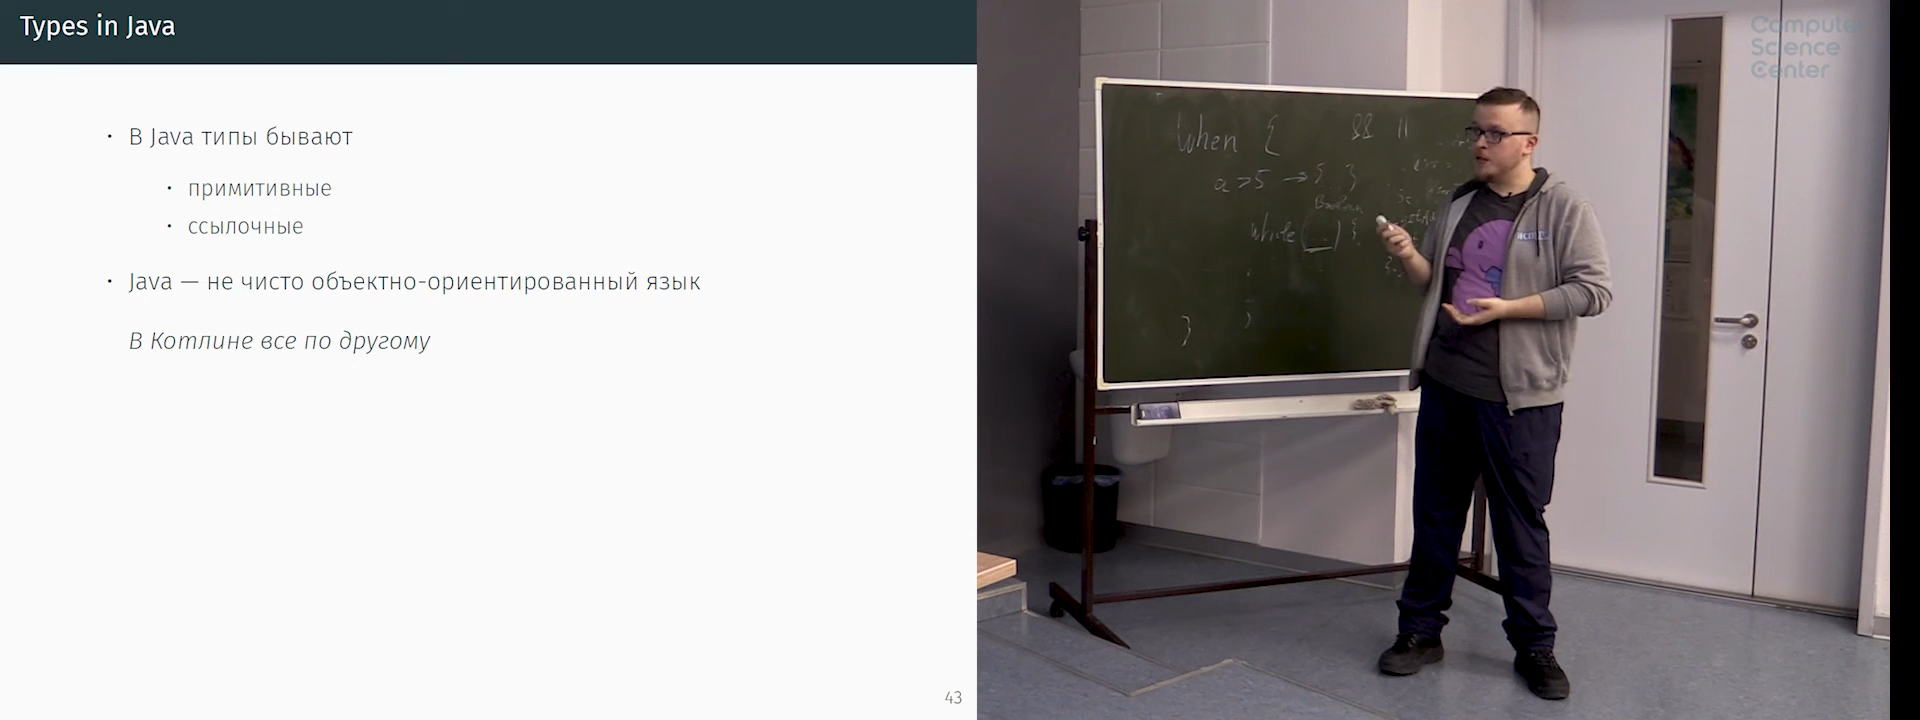 Types in Java
• В Java типы бывают
• примитивные
• ссылочные
• Java — не чисто объектно-ориентированный язык
В Котлине все по другому
43
Computer
Science
Center
when { && ||
a > 5 → { . . }
Boolean
while ( . . ) {
}